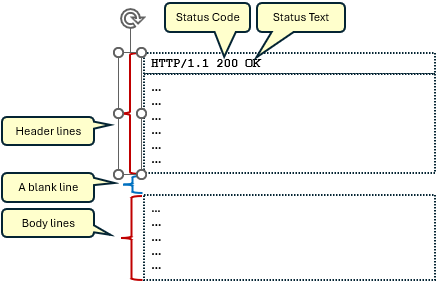 Status Code
Status Text
HTTP/1.1 200 OK
...
...
...
...
...
...
Header lines
A blank line
Body lines
...
...
...
...
...